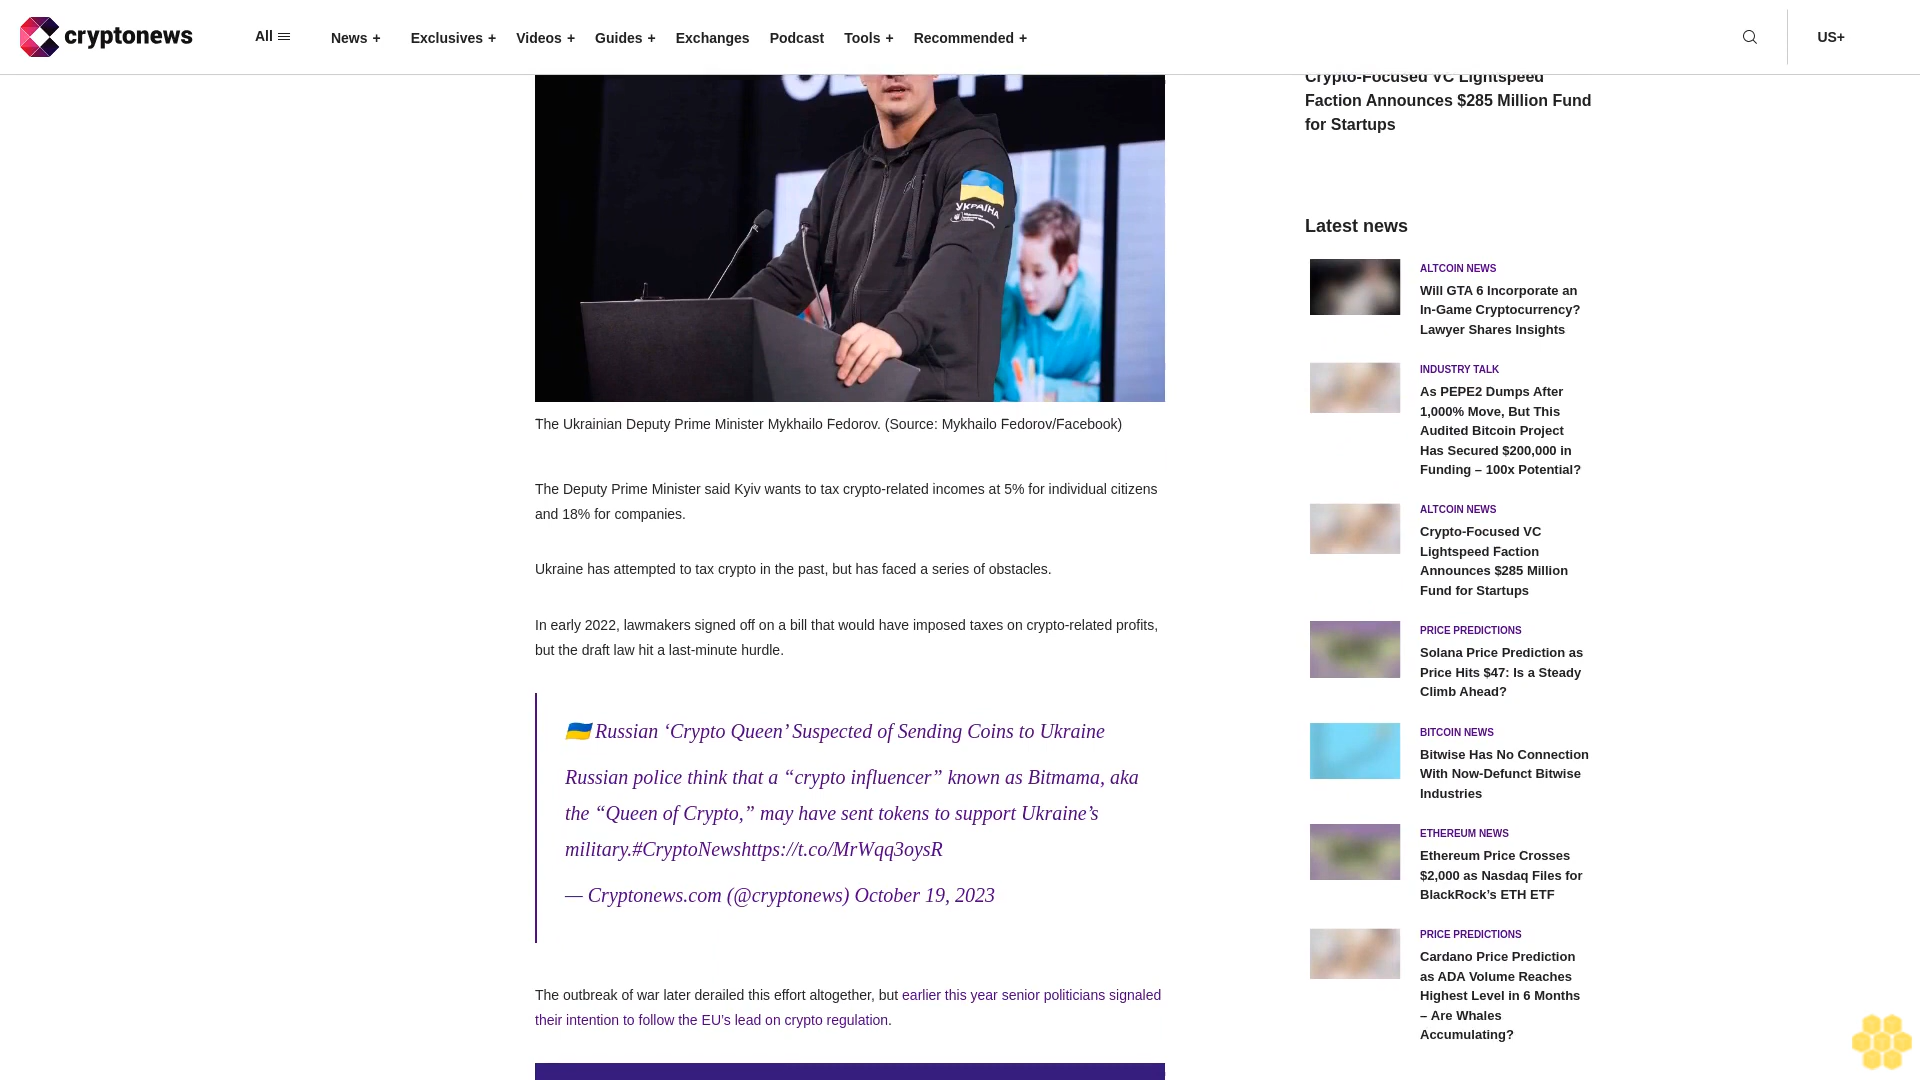 cryptonews
All
News +
Exclusives +
Videos +
Guides +
Exchanges
Podcast
Tools +
Recommended +
US+
УКРАЇНА
The Ukrainian Deputy Prime Minister Mykhailo Fedorov. (Source: Mykhailo Fedorov/Facebook)
The Deputy Prime Minister said Kyiv wants to tax crypto-related incomes at 5% for individual citizens
and 18% for companies.
Ukraine has attempted to tax crypto in the past, but has faced a series of obstacles.
In early 2022, lawmakers signed off on a bill that would have imposed taxes on crypto-related profits,
but the draft law hit a last-minute hurdle.
🇺🇦 Russian ‘Crypto Queen’ Suspected of Sending Coins to Ukraine
Russian police think that a “crypto influencer” known as Bitmama, aka
the “Queen of Crypto,” may have sent tokens to support Ukraine’s
military.#CryptoNewshttps://t.co/MrWqq3oysR
— Cryptonews.com (@cryptonews) October 19, 2023
The outbreak of war later derailed this effort altogether, but earlier this year senior politicians signaled
their intention to follow the EU’s lead on crypto regulation.
Crypto-Focused VC Lightspeed
Faction Announces $285 Million Fund
for Startups
Latest news
ALTCOIN NEWS
Will GTA 6 Incorporate an
In-Game Cryptocurrency?
Lawyer Shares Insights
INDUSTRY TALK
As PEPE2 Dumps After
1,000% Move, But This
Audited Bitcoin Project
Has Secured $200,000 in
Funding – 100x Potential?
ALTCOIN NEWS
Crypto-Focused VC
Lightspeed Faction
Announces $285 Million
Fund for Startups
PRICE PREDICTIONS
Solana Price Prediction as
Price Hits $47: Is a Steady
Climb Ahead?
BITCOIN NEWS
Bitwise Has No Connection
With Now-Defunct Bitwise
Industries
ETHEREUM NEWS
Ethereum Price Crosses
$2,000 as Nasdaq Files for
BlackRock’s ETH ETF
PRICE PREDICTIONS
Cardano Price Prediction
as ADA Volume Reaches
Highest Level in 6 Months
– Are Whales
Accumulating?